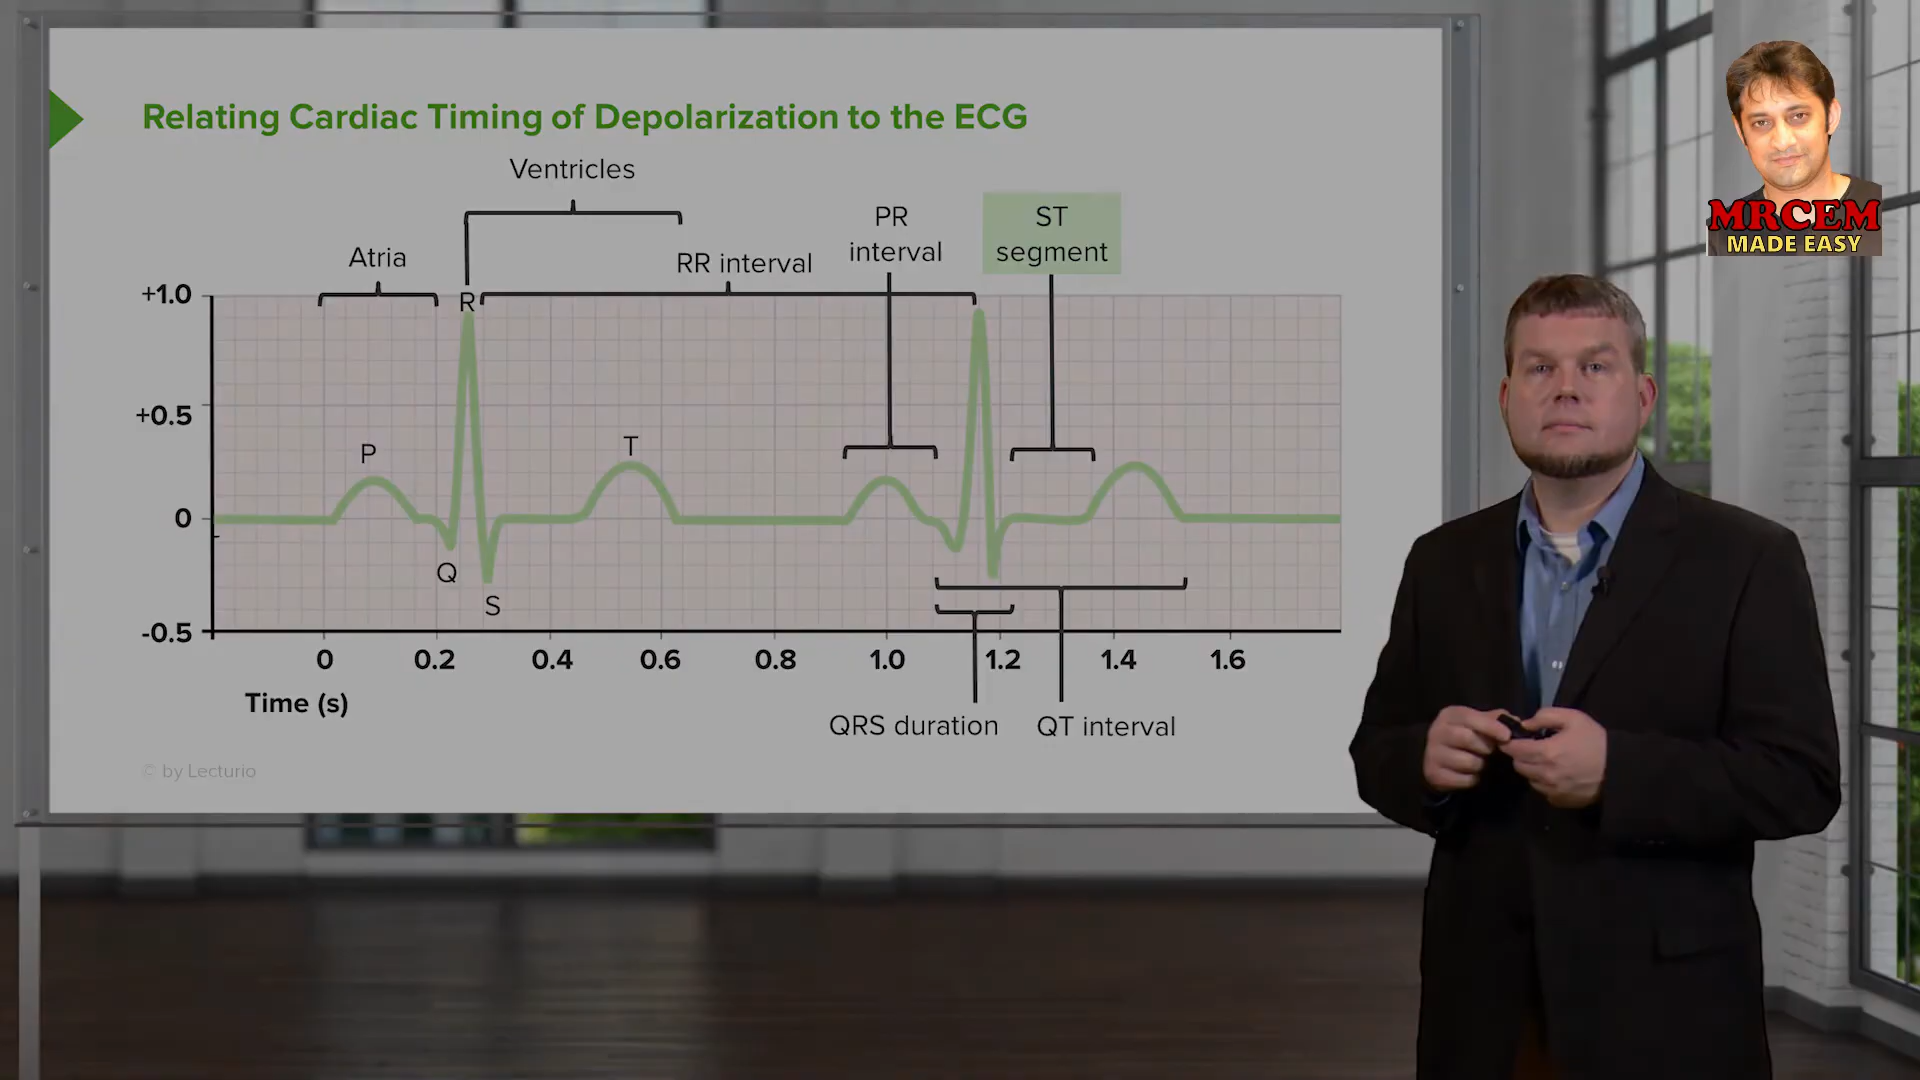 Relating Cardiac Timing of Depolarization to the ECG
Ventricles
Atria
RR interval
PR
interval
ST
segment
+1.0
+0.5
0
-0.5
R
P
T
Q
S
0 0.2 0.4 0.6 0.8 1.0 1.2 1.4 1.6
Time (s)
QRS duration
QT interval
© by Lecturio
MRCEM
MADE EASY